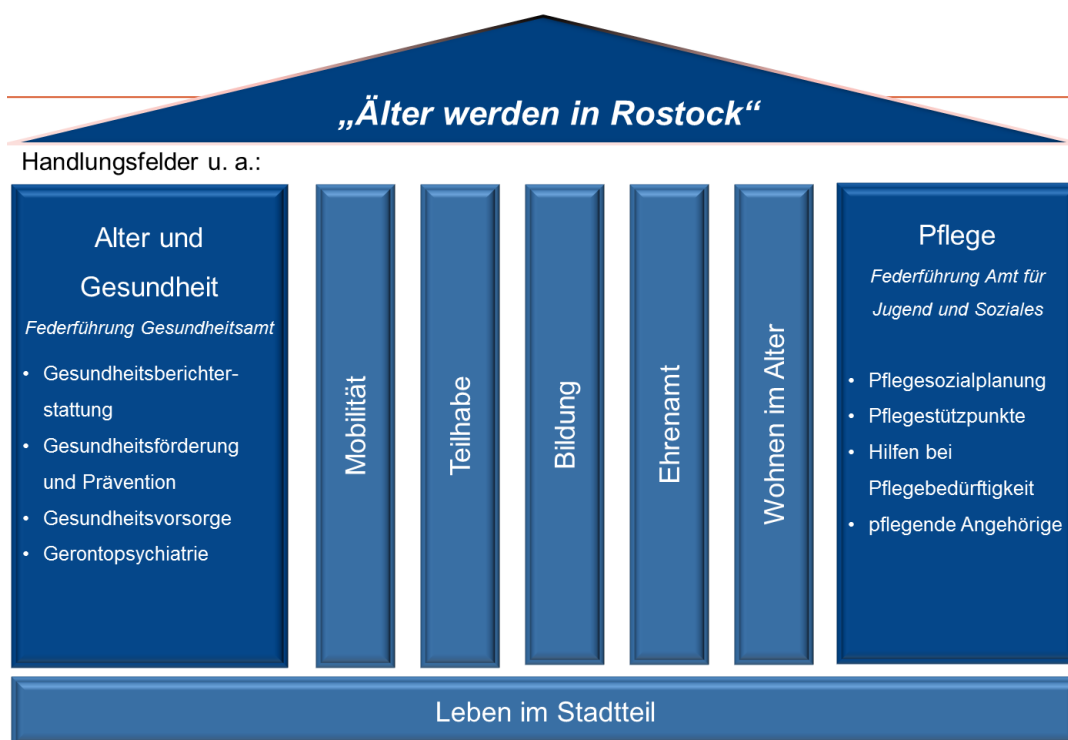 „Älter werden in Rostock“
Handlungsfelder u. a.:
Alter und
Gesundheit
Federführung Gesundheitsamt
• Gesundheitsberichter-
stattung
• Gesundheitsförderung
und Prävention
• Gesundheitsvorsorge
• Gerontopsychiatrie
Mobilität
Teilhabe
Bildung
Ehrenamt
Wohnen im Alter
Pflege
Federführung Amt für
Jugend und Soziales
• Pflegesozialplanung
• Pflegestützpunkte
• Hilfen bei
Pflegebedürftigkeit
• pflegende Angehörige
Leben im Stadtteil